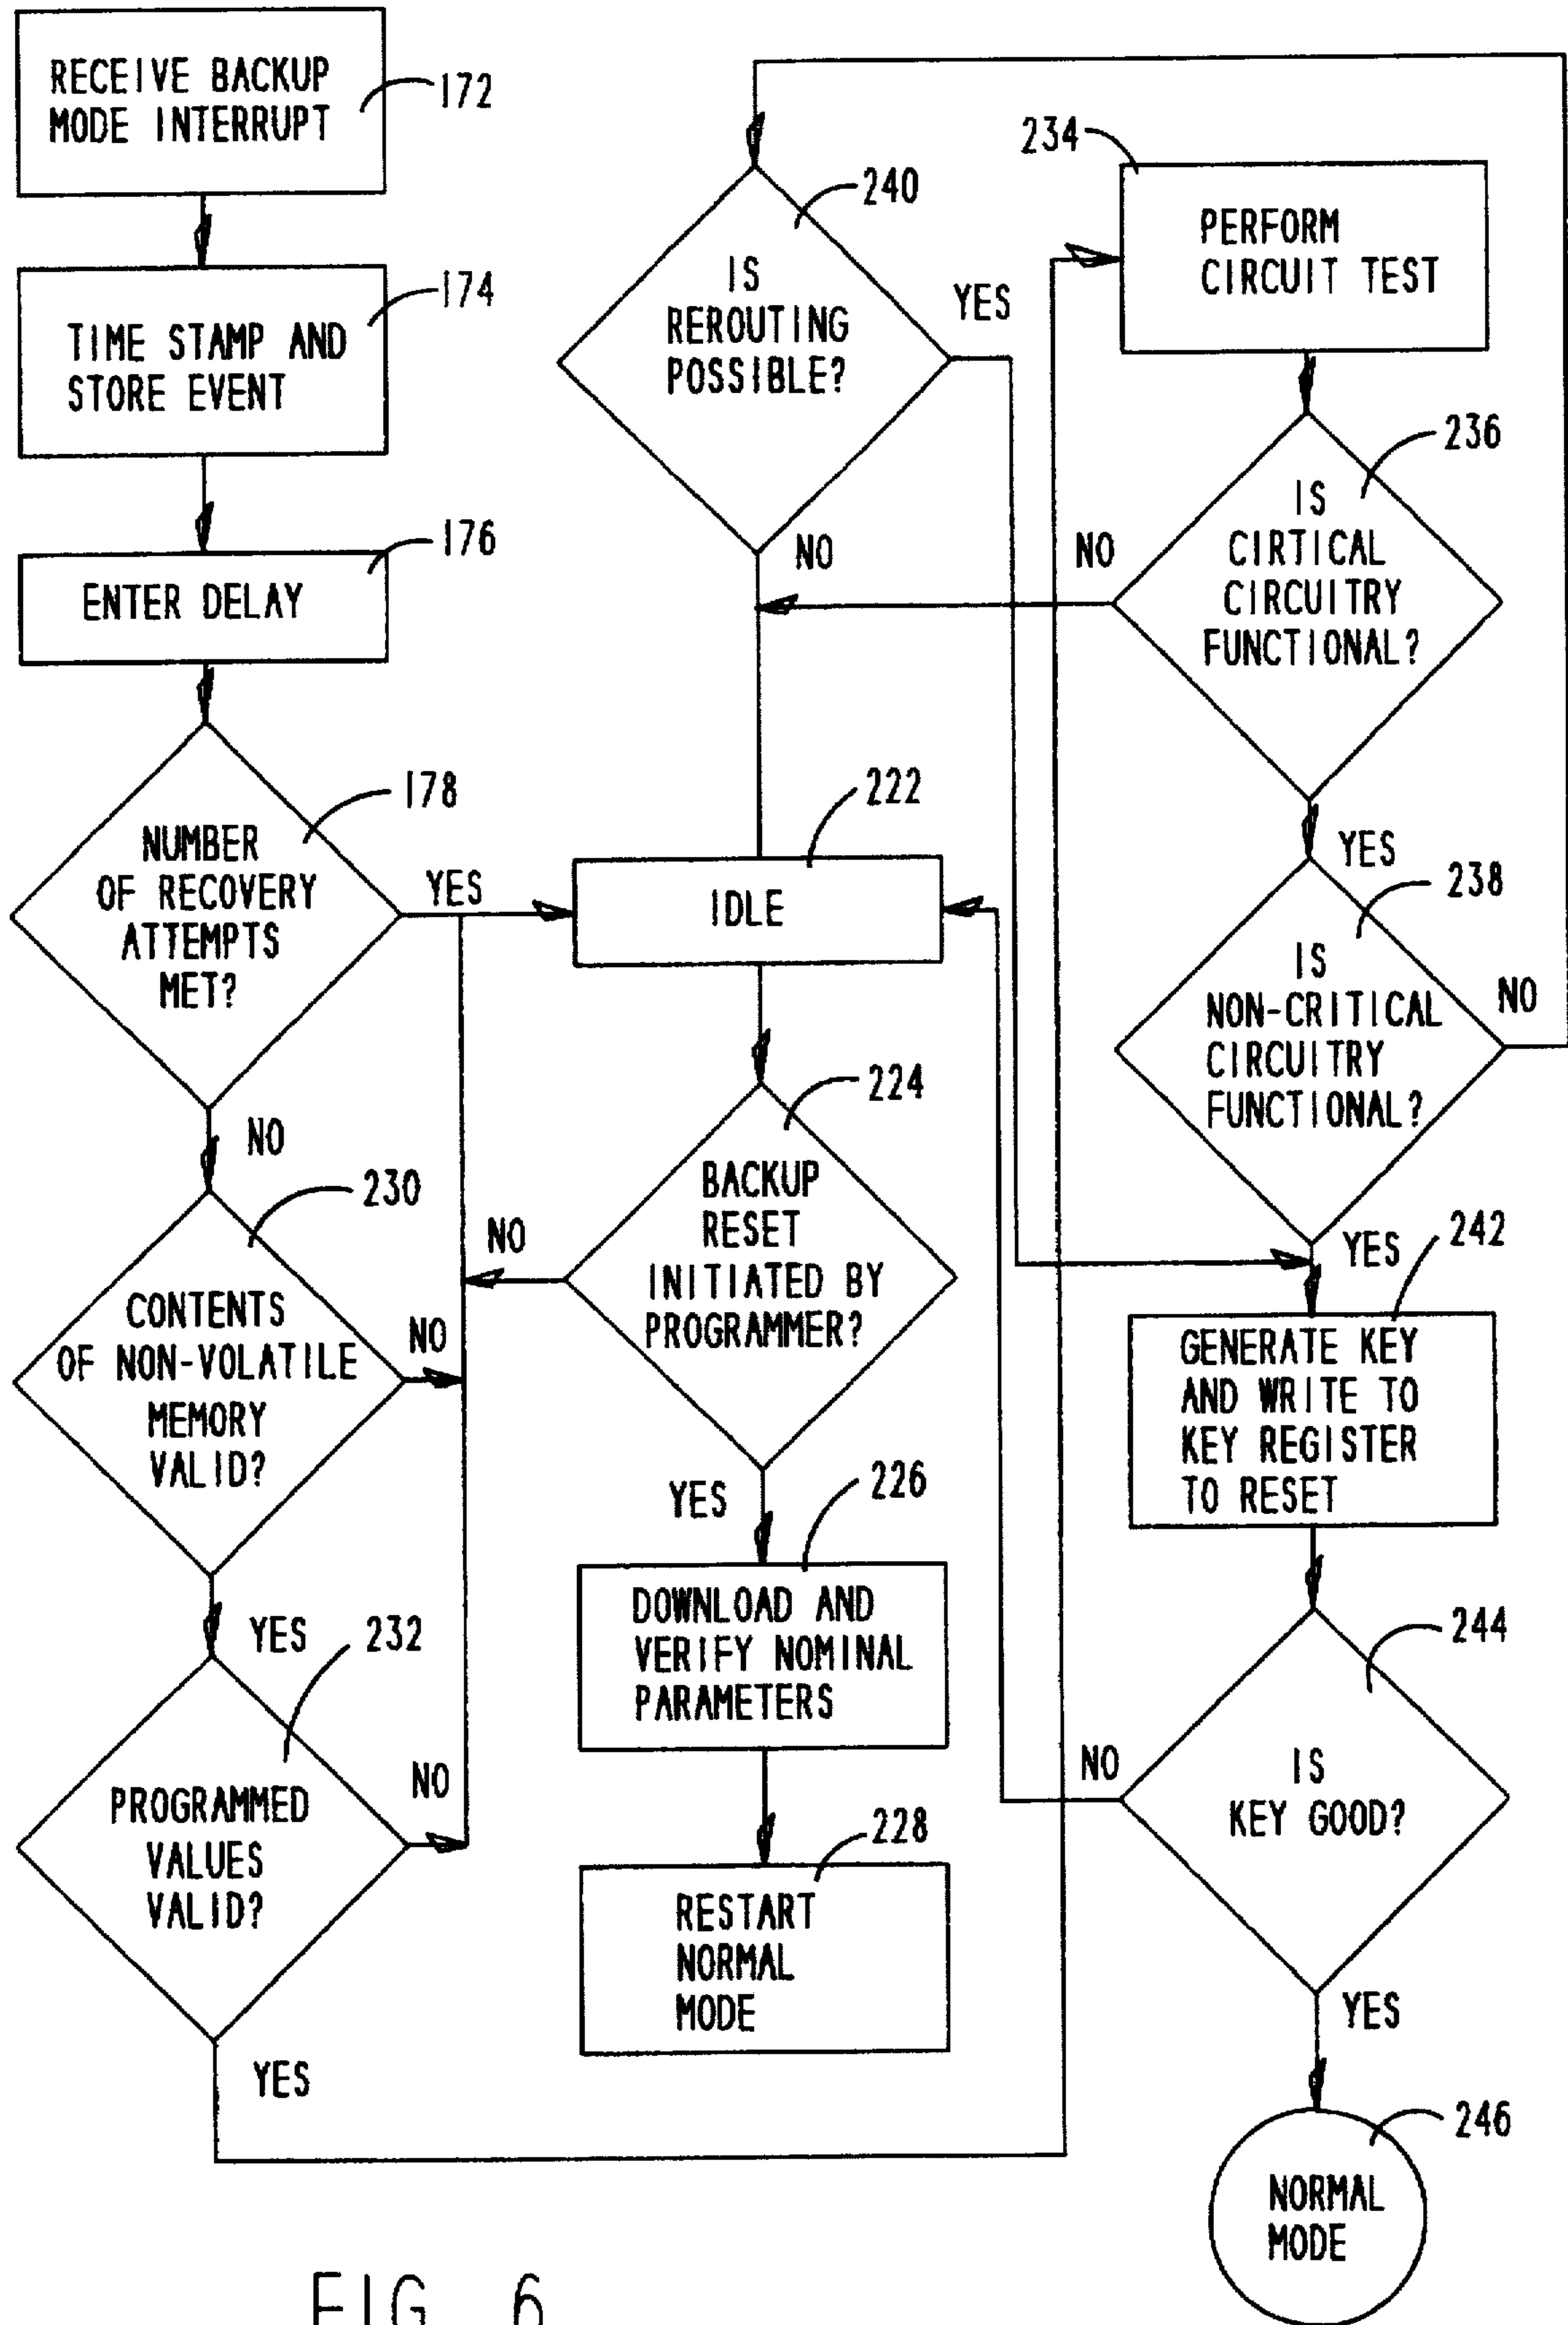 RECEIVE BACKUP
MODE INTERRUPT
172
TIME STAMP AND
STORE EVENT
174
ENTER DELAY
176
NUMBER
OF RECOVERY
ATTEMPTS
MET?
178
YES
NO
CONTENTS
OF NON-VOLATILE
MEMORY
VALID?
230
NO
YES
PROGRAMMED
VALUES
VALID?
232
NO
YES
IS
REROUTING
POSSIBLE?
240
YES
NO
IDLE
222
BACKUP
RESET
INITIATED BY
PROGRAMMER?
224
NO
YES
DOWNLOAD AND
VERIFY NOMINAL
PARAMETERS
226
RESTART
NORMAL
MODE
228
234
PERFORM
CIRCUIT TEST
IS
CIRTICAL
CIRCUITRY
FUNCTIONAL?
236
NO
YES
IS
NON-CRITICAL
CIRCUITRY
FUNCTIONAL?
238
NO
YES
GENERATE KEY
AND WRITE TO
KEY REGISTER
TO RESET
242
IS
KEY GOOD?
244
NO
YES
NORMAL
MODE
246
FIG. 6